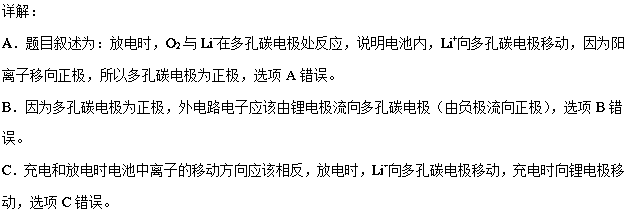 详解：
A．题目叙述为：放电时，O₂与Li⁺在多孔碳电极处反应，说明电池内，Li⁺向多孔碳电极移动，因为阳
离子移向正极，所以多孔碳电极为正极，选项A错误。
B．因为多孔碳电极为正极，外电路电子应该由锂电极流向多孔碳电极（由负极流向正极），选项B错
误。
C．充电和放电时电池中离子的移动方向应该相反，放电时，Li⁺向多孔碳电极移动，充电时向锂电极移
动，选项C错误。